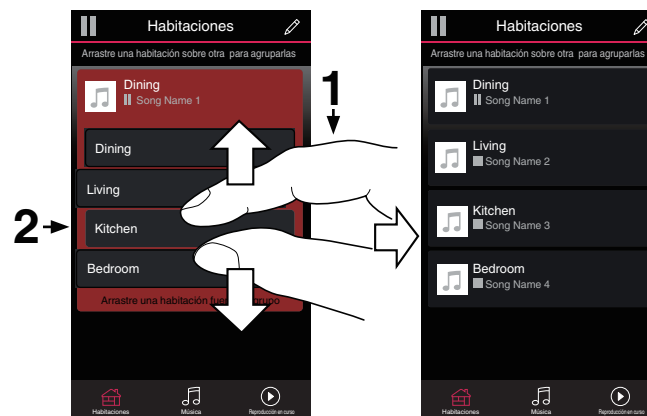 Habitaciones
Arrastre una habitación sobre otra para agruparlas
Dining
Song Name 1
Dining
Living
Kitchen
Bedroom
Arrastre una habitación grupo
Habitaciones
Música
Reproducción en curso
1
2
Habitaciones
Arrastre una habitación sobre otra para agruparlas
Dining
Song Name 1
Living
Song Name 2
Kitchen
Song Name 3
Bedroom
Song Name 4
Habitaciones
Música
Reproducción en curso